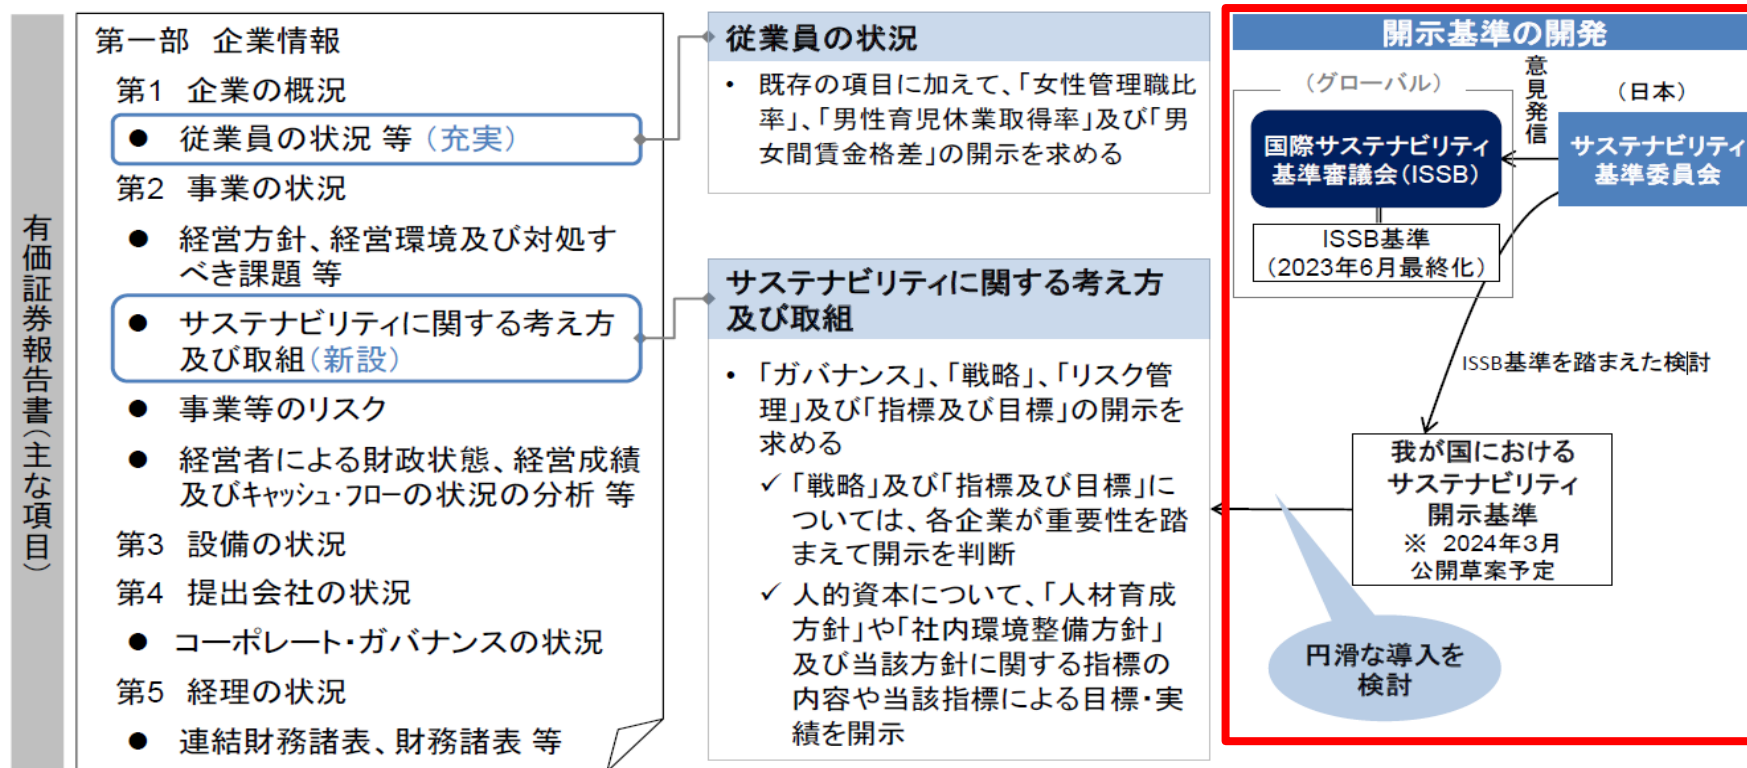 有価証券報告書(主な項目)
第一部 企業情報
第1 企業の概況
● 従業員の状況 等(充実)
第2 事業の状況
● 経営方針、経営環境及び対処す
べき課題 等
● サステナビリティに関する考え方
及び取組(新設)
● 事業等のリスク
● 経営者による財政状態、経営成績
及びキャッシュ・フローの状況の分析 等
第3 設備の状況
第4 提出会社の状況
● コーポレート・ガバナンスの状況
第5 経理の状況
● 連結財務諸表、財務諸表 等
従業員の状況
• 既存の項目に加えて、「女性管理職比
率」、「男性育児休業取得率」及び「男
女間賃金格差」の開示を求める
サステナビリティに関する考え方
及び取組
• 「ガバナンス」、「戦略」、「リスク管
理」及び「指標及び目標」の開示を
求める
✓ 「戦略」及び「指標及び目標」に
ついては、各企業が重要性を踏
まえて開示を判断
✓ 人的資本について、「人材育成
方針」や「社内環境整備方針」
及び当該方針に関する指標の
内容や当該指標による目標・実
績を開示
開示基準の開発
(グローバル)
意見発信
(日本)
国際サステナビリティ
基準審議会(ISSB)
サステナビリティ
基準委員会
ISSB基準
(2023年6月最終化)
ISSB基準を踏まえた検討
我が国における
サステナビリティ
開示基準
※ 2024年3月
公開草案予定
円滑な導入を
検討